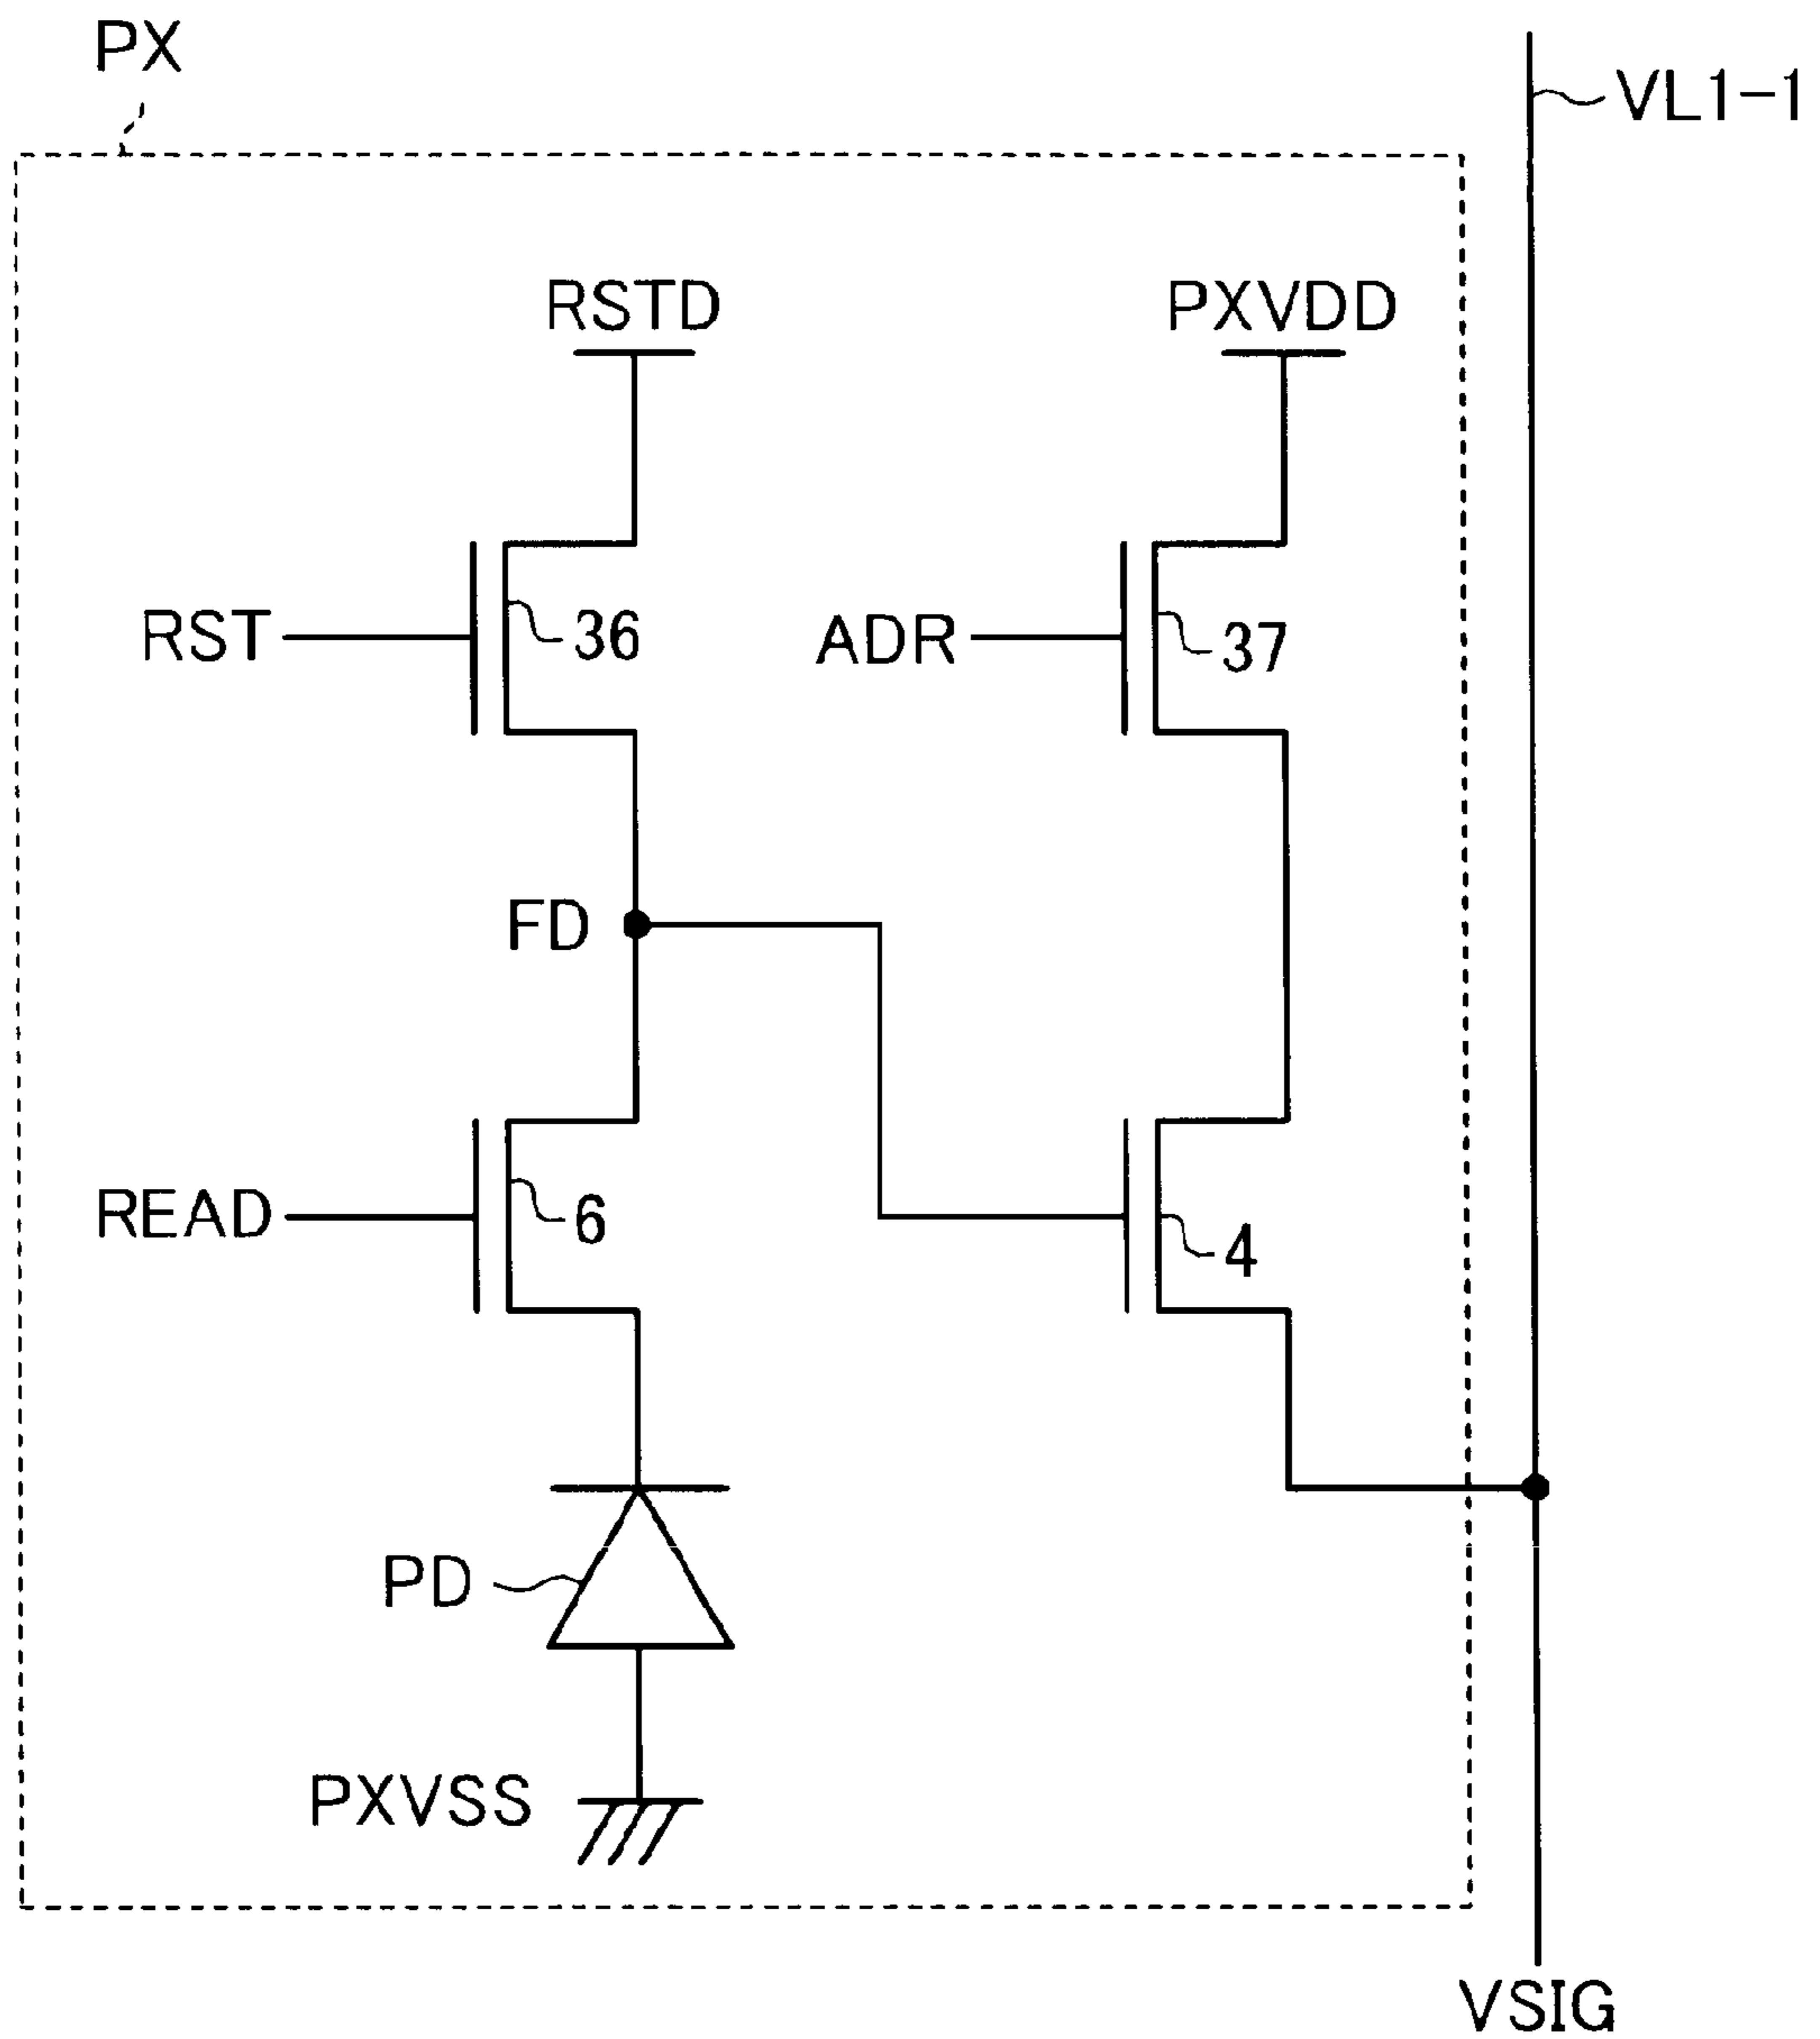 PX
VL1-1
RSTD
PXVDD
RST
36
ADR
37
FD
READ
6
4
PD
PXVSS
VSIG